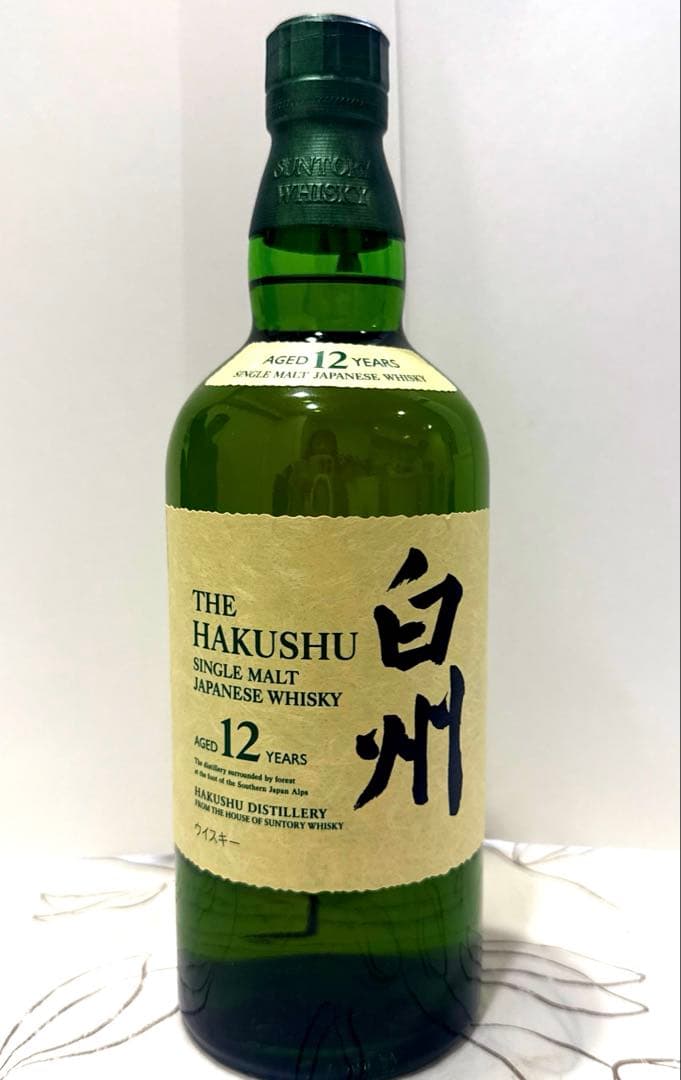 SUNTORY
WHISKY
AGED 12 YEARS
SINGLE MALT JAPANESE WHISKY
THE
HAKUSHU
SINGLE MALT
JAPANESE WHISKY
AGED 12 YEARS
The distillery surrounded by forest
at the foot of the Southern Japan Alps
HAKUSHU DISTILLERY
FROM THE HOUSE OF SUNTORY WHISKY
ウイスキー
白州